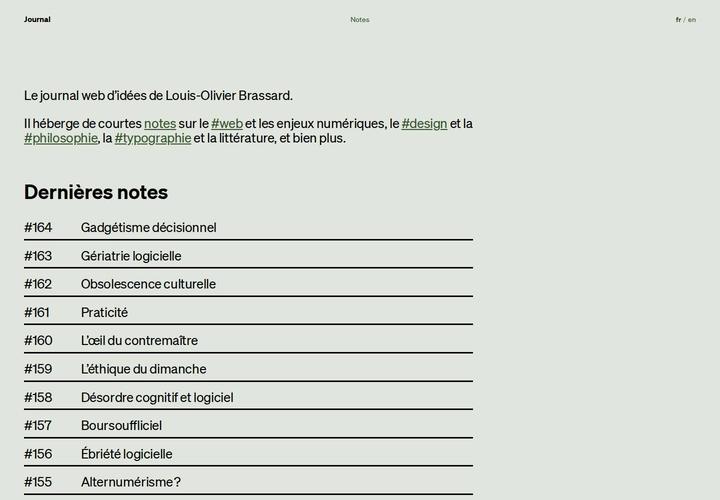 Journal
Notes
fr / en
Le journal web d’idées de Louis-Olivier Brassard.
Il héberge de courtes notes sur le #web et les enjeux numériques, le #design et la
#philosophie, la #typographie et la littérature, et bien plus.
Dernières notes
#164 Gadgétisme décisionnel
#163 Gériatrie logicielle
#162 Obsolescence culturelle
#161 Praticité
#160 L’œil du contremaître
#159 L’éthique du dimanche
#158 Désordre cognitif et logiciel
#157 Boursouffliciel
#156 Ébriété logicielle
#155 Alternumérisme?